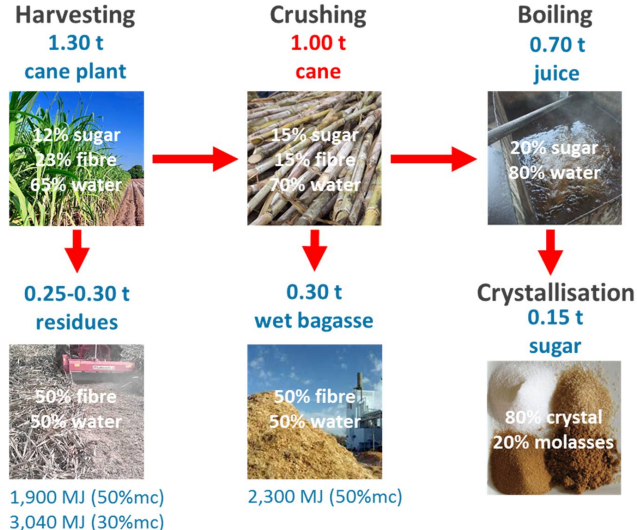 Harvesting
1.30 t
cane plant
12% sugar
23% fibre
65% water
Crushing
1.00 t
cane
15% sugar
15% fibre
70% water
Boiling
0.70 t
juice
20% sugar
80% water
0.25-0.30 t
residues
50% fibre
50% water
1,900 MJ (50%mc)
3,040 MJ (30%mc)
0.30 t
wet bagasse
50% fibre
50% water
2,300 MJ (50%mc)
Crystallisation
0.15 t
sugar
80% crystal
20% molasses